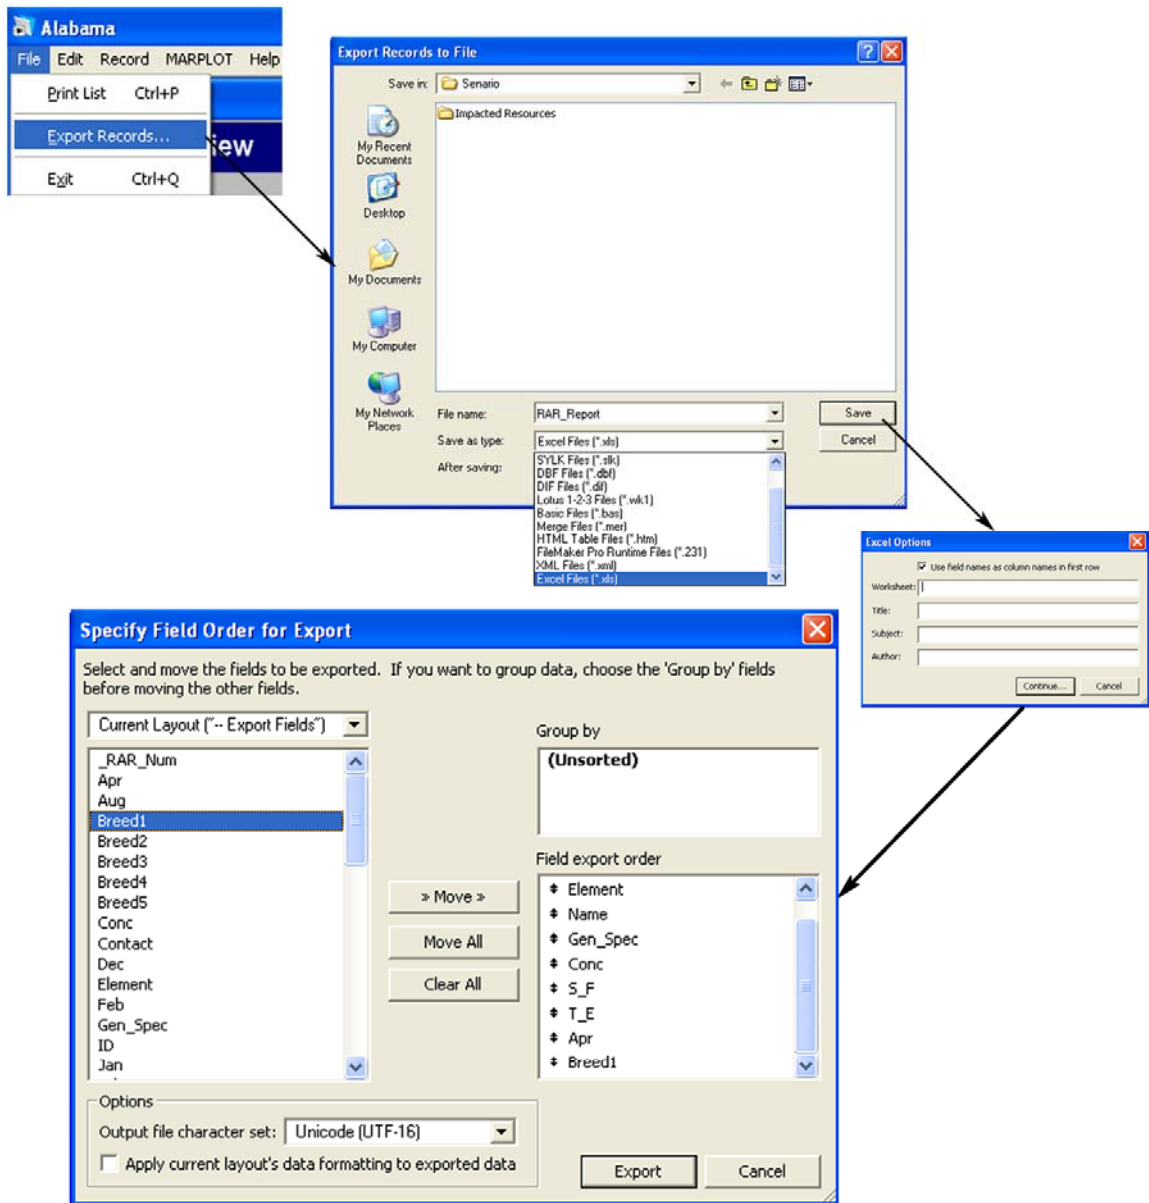 Alabama
File Edit Record MARPLOT Help
Print List Ctrl+P
Export Records...
iew
Exit Ctrl+Q
Export Records to File
Save in: Senario
Impacted Resources
My Recent
Documents
Desktop
My Documents
My Computer
My Network
Places
File name: RAR_Report Save
Save as type: Excel Files (*.xls) Cancel
After saving:
SYLK Files (*.slk)
DBF Files (*.dbf)
DIF Files (*.dif)
Lotus 1-2-3 Files (*.wk1)
Basic Files (*.bas)
Merge Files (*.mer)
HTML Table Files (*.htm)
FileMaker Pro Runtime Files (*.231)
XML Files (*.xml)
Excel Files (*.xls)
Excel Options
Use field names as column names in first row
Worksheet:
Title:
Subject:
Author:
Continue... Cancel
Specify Field Order for Export
Select and move the fields to be exported. If you want to group data, choose the 'Group by' fields
before moving the other fields.
Current Layout ("-- Export Fields")
_RAR_Num
Apr
Aug
Breed1
Breed2
Breed3
Breed4
Breed5
Conc
Contact
Dec
Element
Feb
Gen_Spec
ID
Jan
» Move »
Move All
Clear All
Group by
(Unsorted)
Field export order
Element
Name
Gen_Spec
Conc
S_F
T_E
Apr
Breed1
Options
Output file character set: Unicode (UTF-16)
Apply current layout's data formatting to exported data
Export Cancel